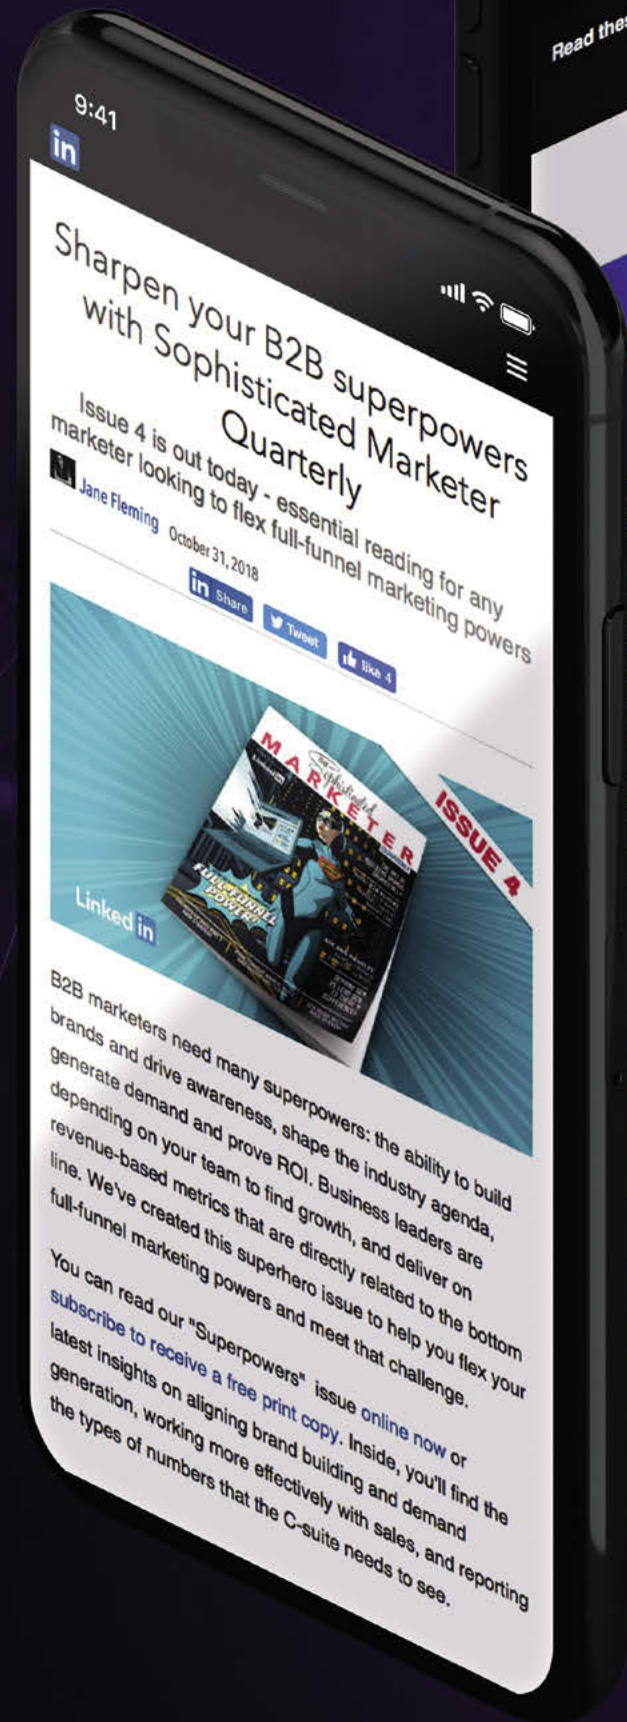 Read thes
9:41
in
Sharpen your B2B superpowers
with Sophisticated Marketer
Quarterly
Issue 4 is out today - essential reading for any
marketer looking to flex full-funnel marketing powers
Jane Fleming October 31, 2018
in Share Tweet like 4
LinkedIn
The Sophisticated
MARKETER
ISSUE 4
FULL-FUNNEL
POWER!
Linked in
B2B marketers need many superpowers: the ability to build
brands and drive awareness, shape the industry agenda,
generate demand and prove ROI. Business leaders are
depending on your team to find growth, and deliver on
revenue-based metrics that are directly related to the bottom
line. We've created this superhero issue to help you flex your
full-funnel marketing powers and meet that challenge.
You can read our "Superpowers" issue online now or
subscribe to receive a free print copy. Inside, you'll find the
latest insights on aligning brand building and demand
generation, working more effectively with sales, and reporting
the types of numbers that the C-suite needs to see.